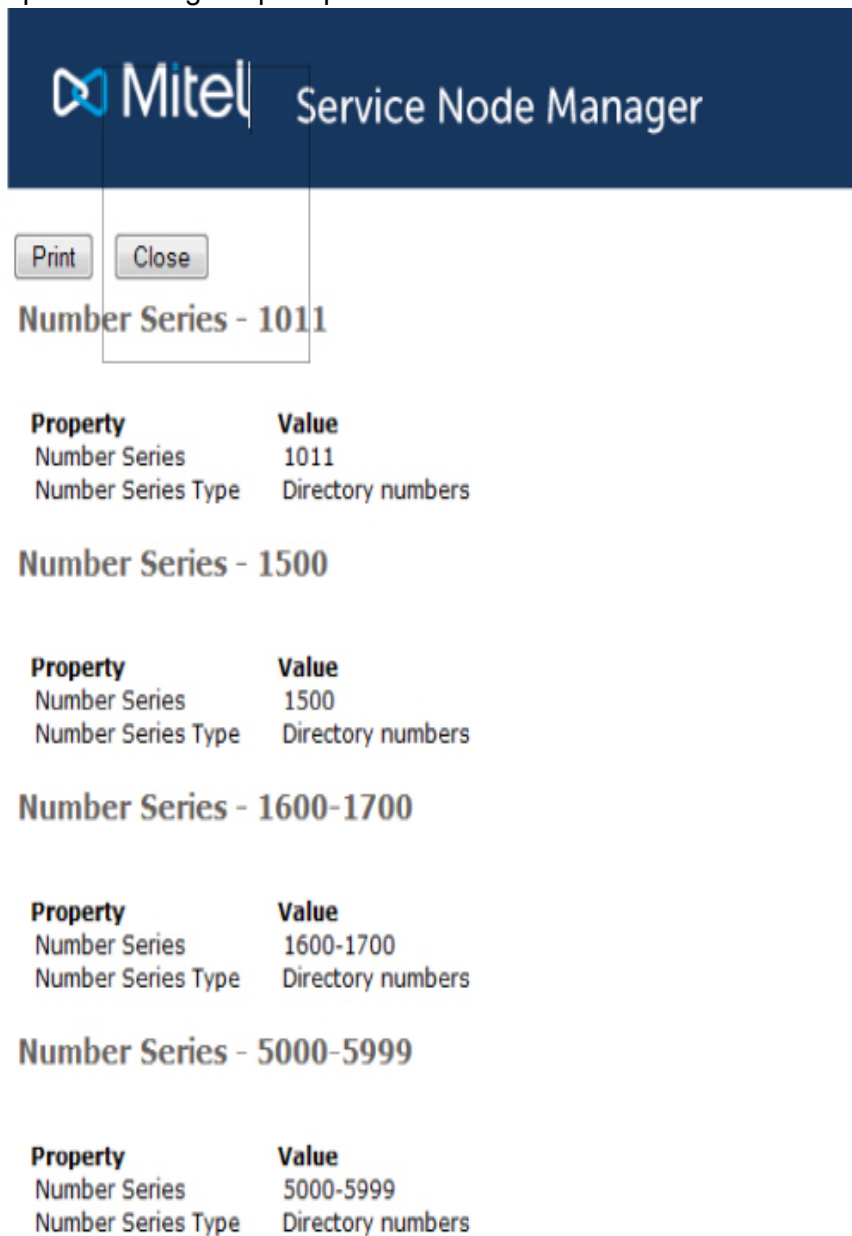 Mitel Service Node Manager
Print Close
Number Series - 1011
Property Value
Number Series 1011
Number Series Type Directory numbers
Number Series - 1500
Property Value
Number Series 1500
Number Series Type Directory numbers
Number Series - 1600-1700
Property Value
Number Series 1600-1700
Number Series Type Directory numbers
Number Series - 5000-5999
Property Value
Number Series 5000-5999
Number Series Type Directory numbers